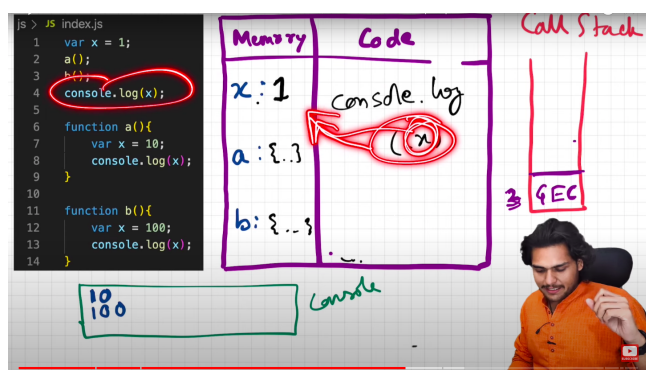 js > JS index.js
1 var x = 1;
2 a();
3 b();
4 console.log(x);
5
6 function a(){
7 var x = 10;
8 console.log(x);
9 }
10
11 function b(){
12 var x = 100;
13 console.log(x);
14 }
Memory Code
x : 1
console.log
(x)
a : {..}
b : {...}
Call Stack
GEC
10
100
Console
SUBSCRIBE